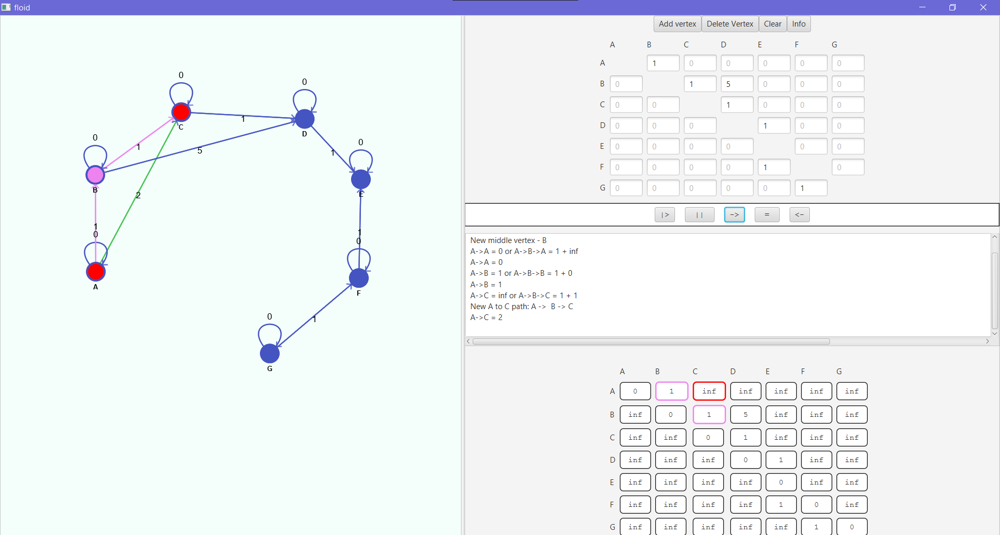 floid
0
C
0
D
1
5
1
0
B
1
0
E
2
1
0
A
1
0
F
1
0
G
1
Add vertex Delete Vertex Clear Info
A B C D E F G
A 1 0 0 0 0 0
B 0 1 5 0 0 0
C 0 0 1 0 0 0
D 0 0 0 1 0 0
E 0 0 0 0 0 0
F 0 0 0 0 1 0
G 0 0 0 0 0 1
|> || -> = <-
New middle vertex - B
A->A = 0 or A->B->A = 1 + inf
A->A = 0
A->B = 1 or A->B->B = 1 + 0
A->B = 1
A->C = inf or A->B->C = 1 + 1
New A to C path: A -> B -> C
A->C = 2
A B C D E F G
A 0 1 inf inf inf inf inf
B inf 0 1 5 inf inf inf
C inf inf 0 1 inf inf inf
D inf inf inf 0 1 inf inf
E inf inf inf inf 0 inf inf
F inf inf inf inf 1 0 inf
G inf inf inf inf inf 1 0